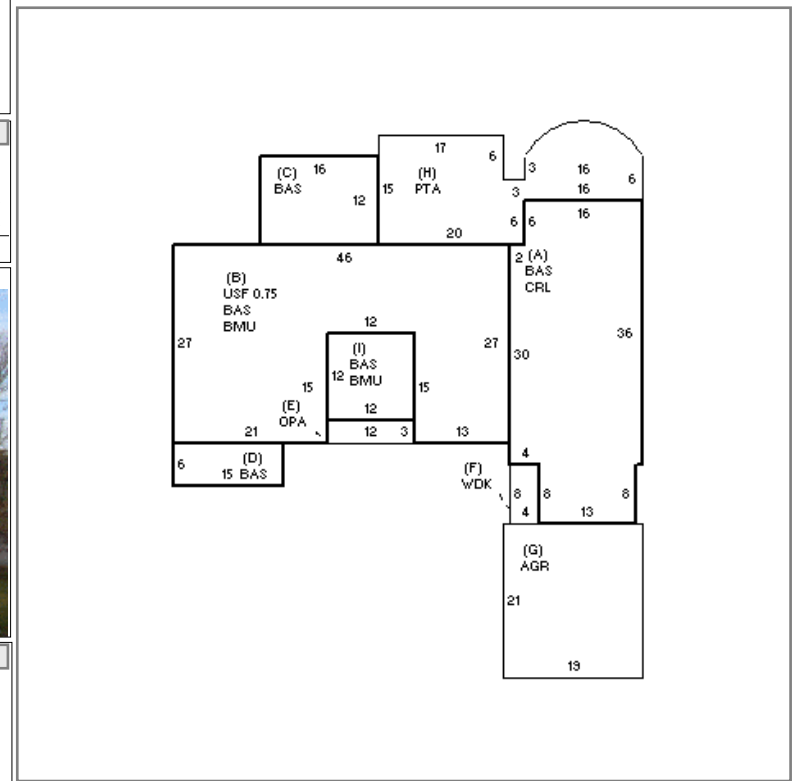 17
6
3
16
16
6
(C)
BAS
16
12
15
(H)
PTA
3
6
6
16
20
46
2
(A)
BAS
CRL
(B)
USF 0.75
BAS
BMU
27
12
27
30
36
(I)
BAS
BMU
12
15
15
(E)
OPA
12
21
12
3
13
4
6
(D)
15 BAS
(F)
WDK
8
8
8
4
13
(G)
AGR
21
19